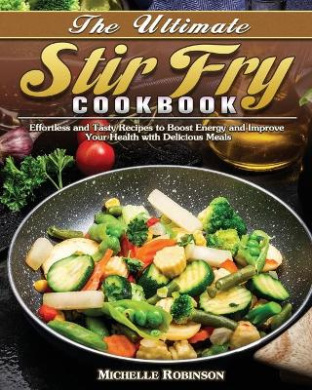 The Ultimate
Stir Fry
COOKBOOK
Effortless and Tasty Recipes to Boost Energy and Improve
Your Health with Delicious Meals
MICHELLE ROBINSON